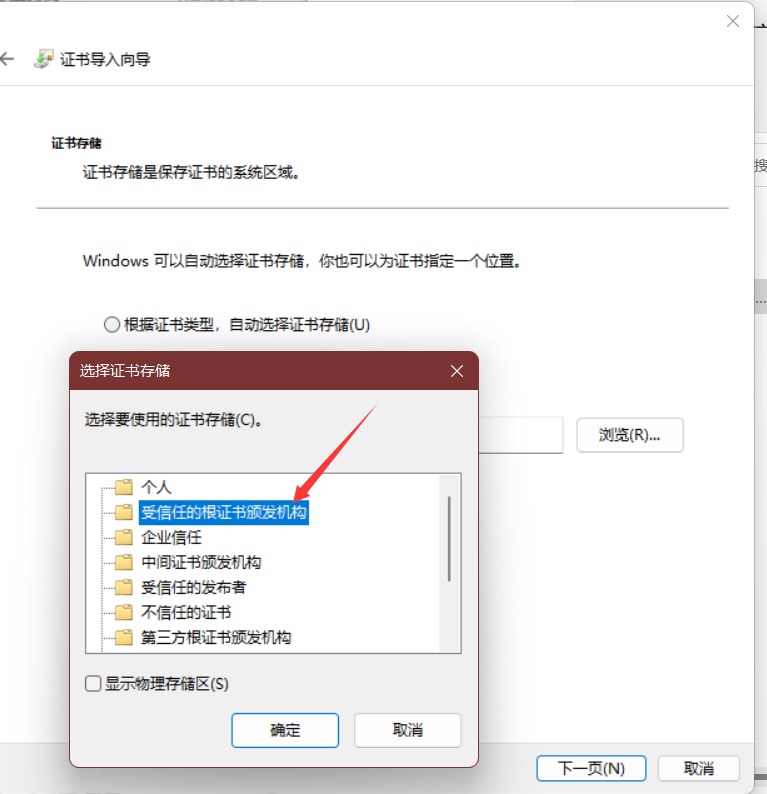 证书导入向导
证书存储
证书存储是保存证书的系统区域。
Windows 可以自动选择证书存储，你也可以为证书指定一个位置。
根据证书类型，自动选择证书存储(U)
选择证书存储
选择要使用的证书存储(C)。
浏览(R)...
个人
受信任的根证书颁发机构
企业信任
中间证书颁发机构
受信任的发布者
不信任的证书
第三方根证书颁发机构
显示物理存储区(S)
确定
取消
下一页(N)
取消
搜
...